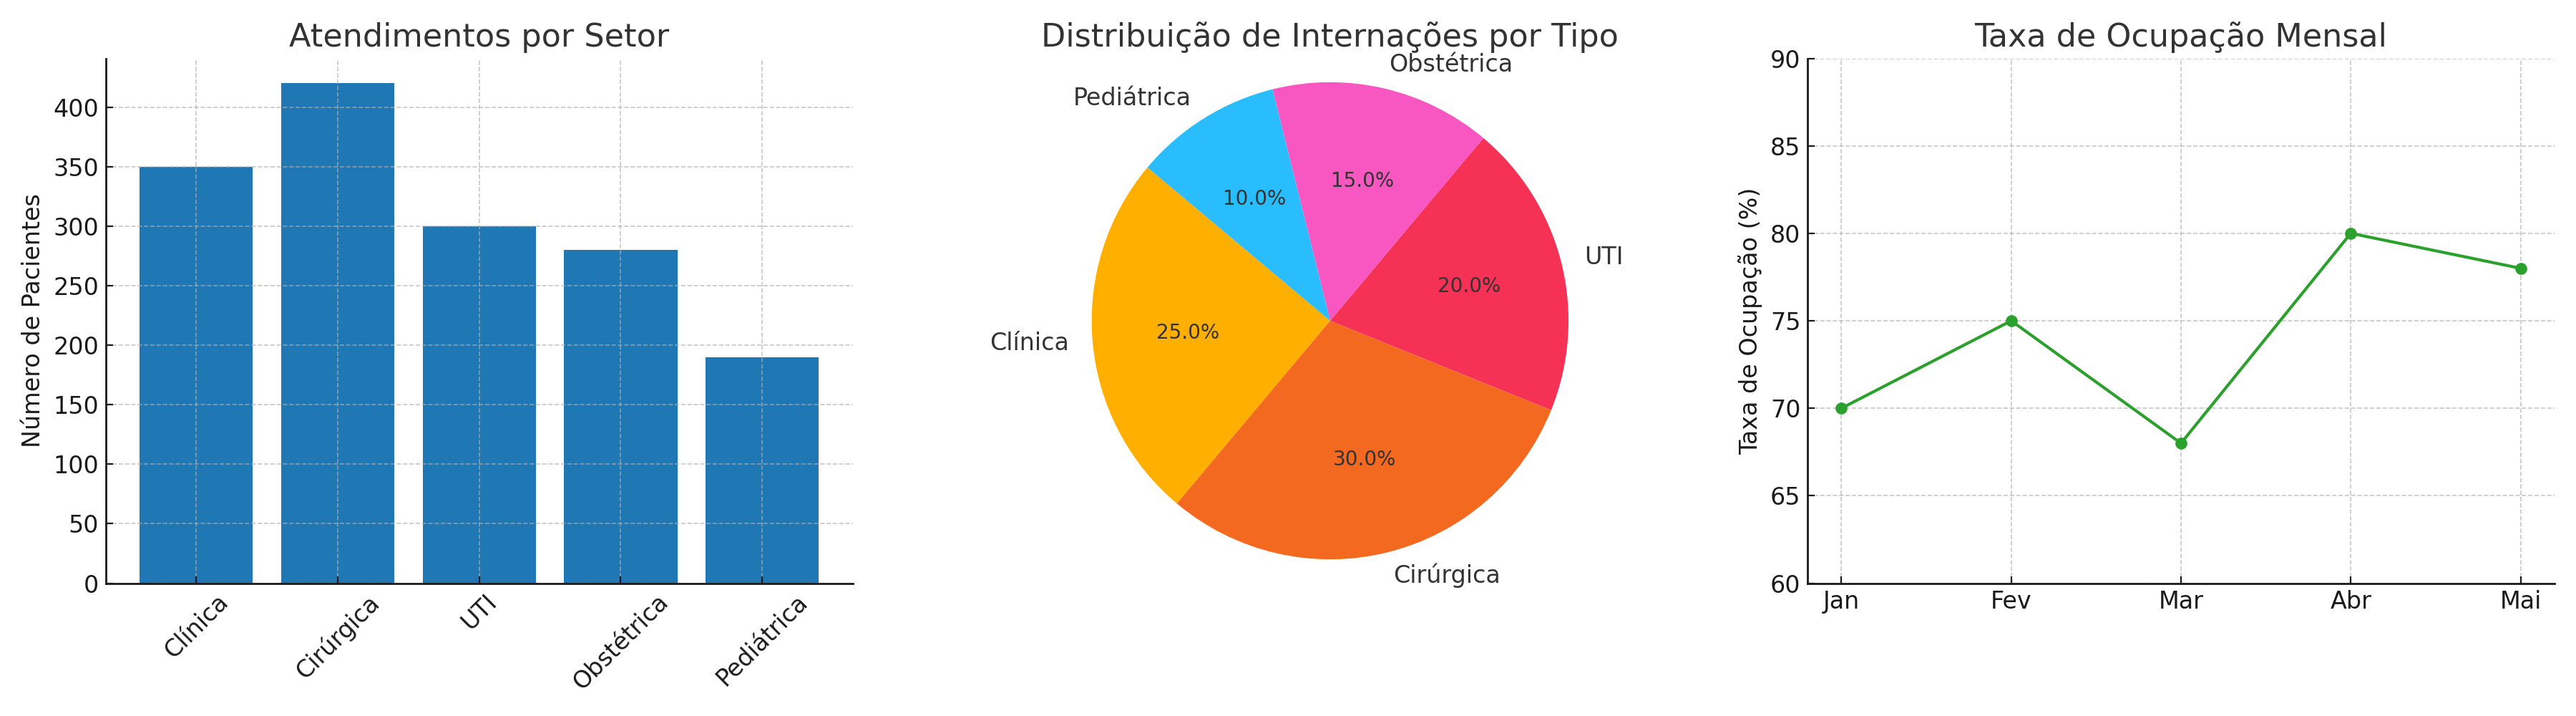 Atendimentos por Setor
Número de Pacientes
400
350
300
250
200
150
100
50
0
Clínica
Cirúrgica
UTI
Obstétrica
Pediátrica
Distribuição de Internações por Tipo
Obstétrica
Pediátrica
15.0%
10.0%
UTI
20.0%
25.0%
Clínica
30.0%
Cirúrgica
Taxa de Ocupação Mensal
Taxa de Ocupação (%)
90
85
80
75
70
65
60
Jan
Fev
Mar
Abr
Mai